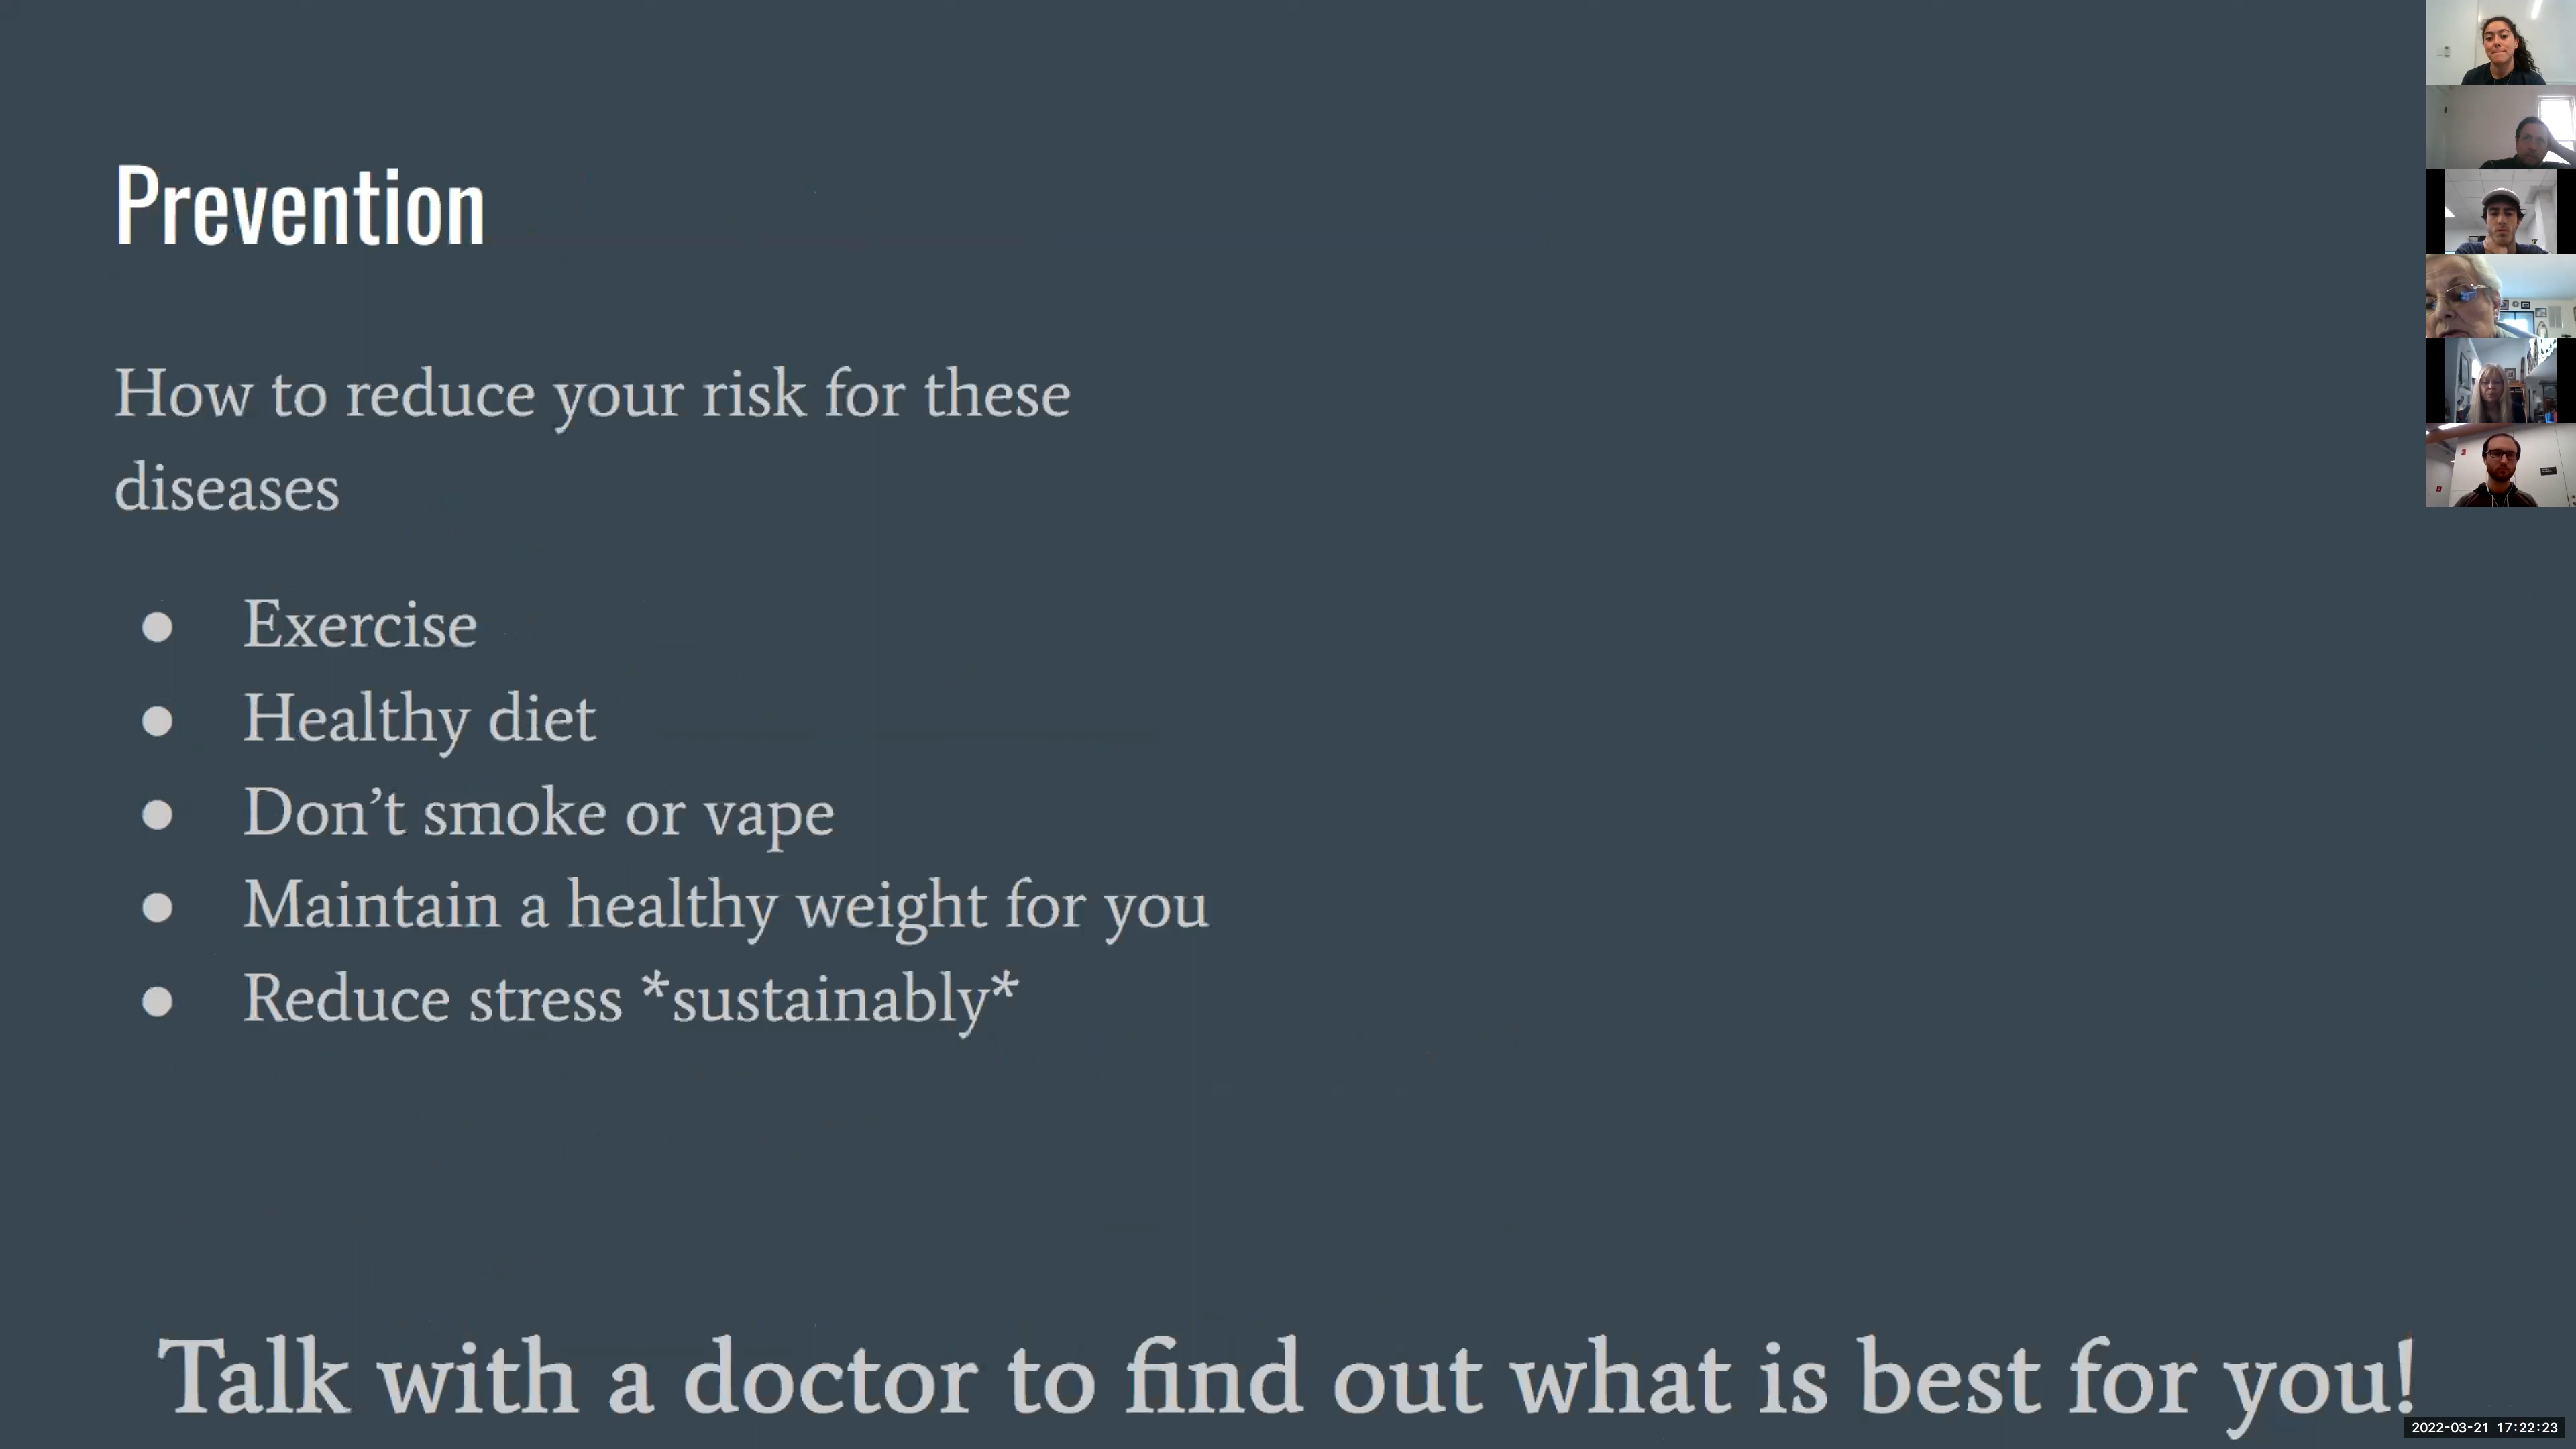 Prevention
How to reduce your risk for these
diseases
● Exercise
● Healthy diet
● Don’t smoke or vape
● Maintain a healthy weight for you
● Reduce stress *sustainably*
Talk with a doctor to find out what is best for you!
2022-03-21 17:22:23